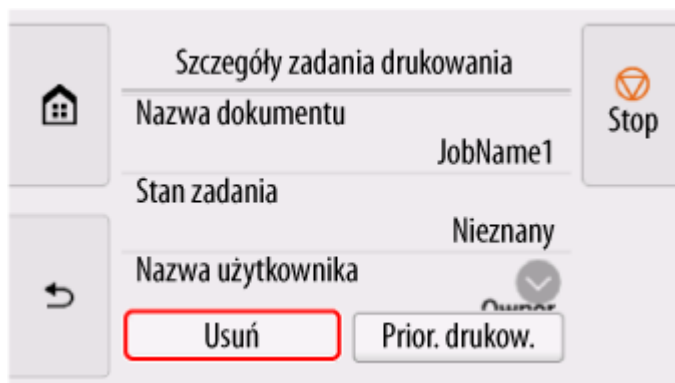 Szczegóły zadania drukowania
Nazwa dokumentu
JobName1
Stop
Stan zadania
Nieznany
Nazwa użytkownika
Usuń
Prior. drukow.